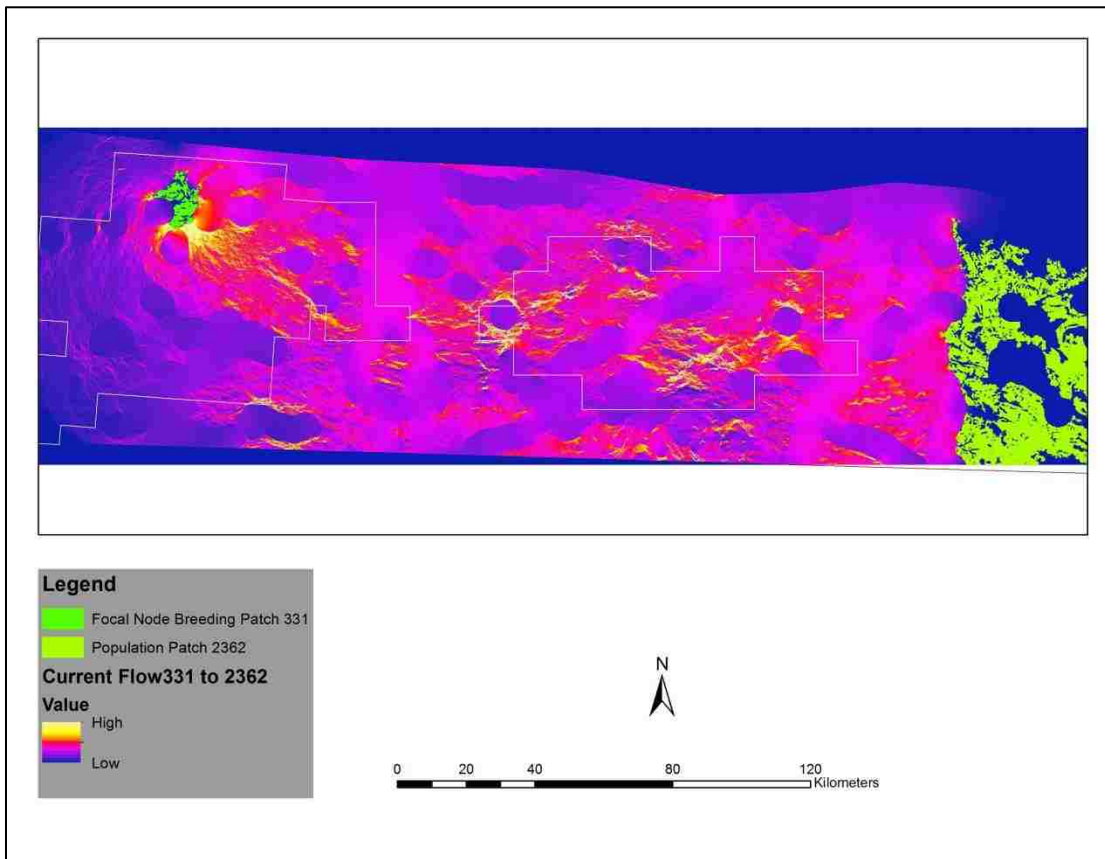 Legend
Focal Node Breeding Patch 331
Population Patch 2362
Current Flow331 to 2362
Value
High
Low
N
0 20 40 80 120
Kilometers